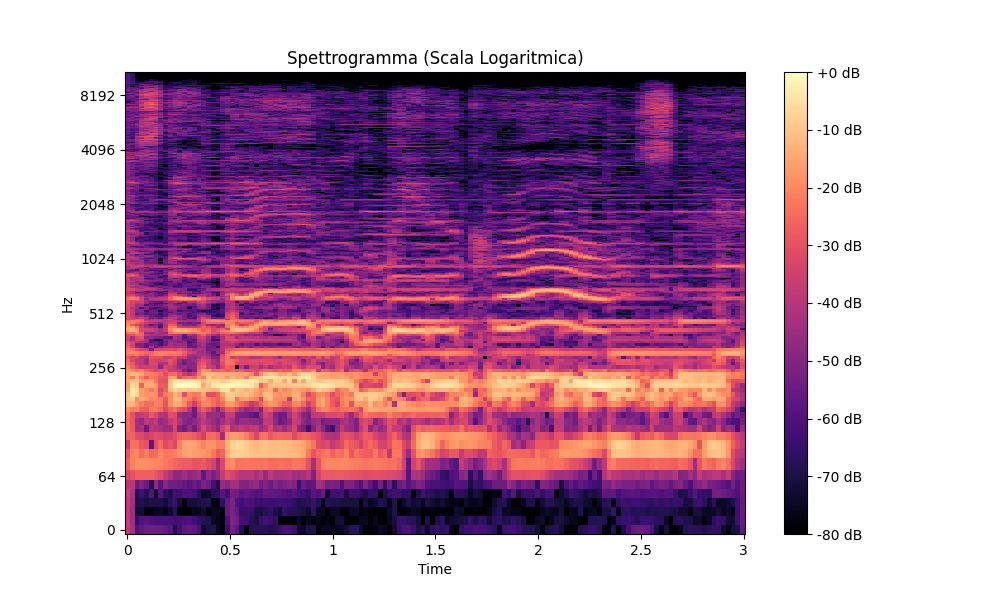 Spettrogramma (Scala Logaritmica)
Hz
8192
4096
2048
1024
512
256
128
64
0
0 0.5 1 1.5 2 2.5 3
Time
+0 dB
-10 dB
-20 dB
-30 dB
-40 dB
-50 dB
-60 dB
-70 dB
-80 dB